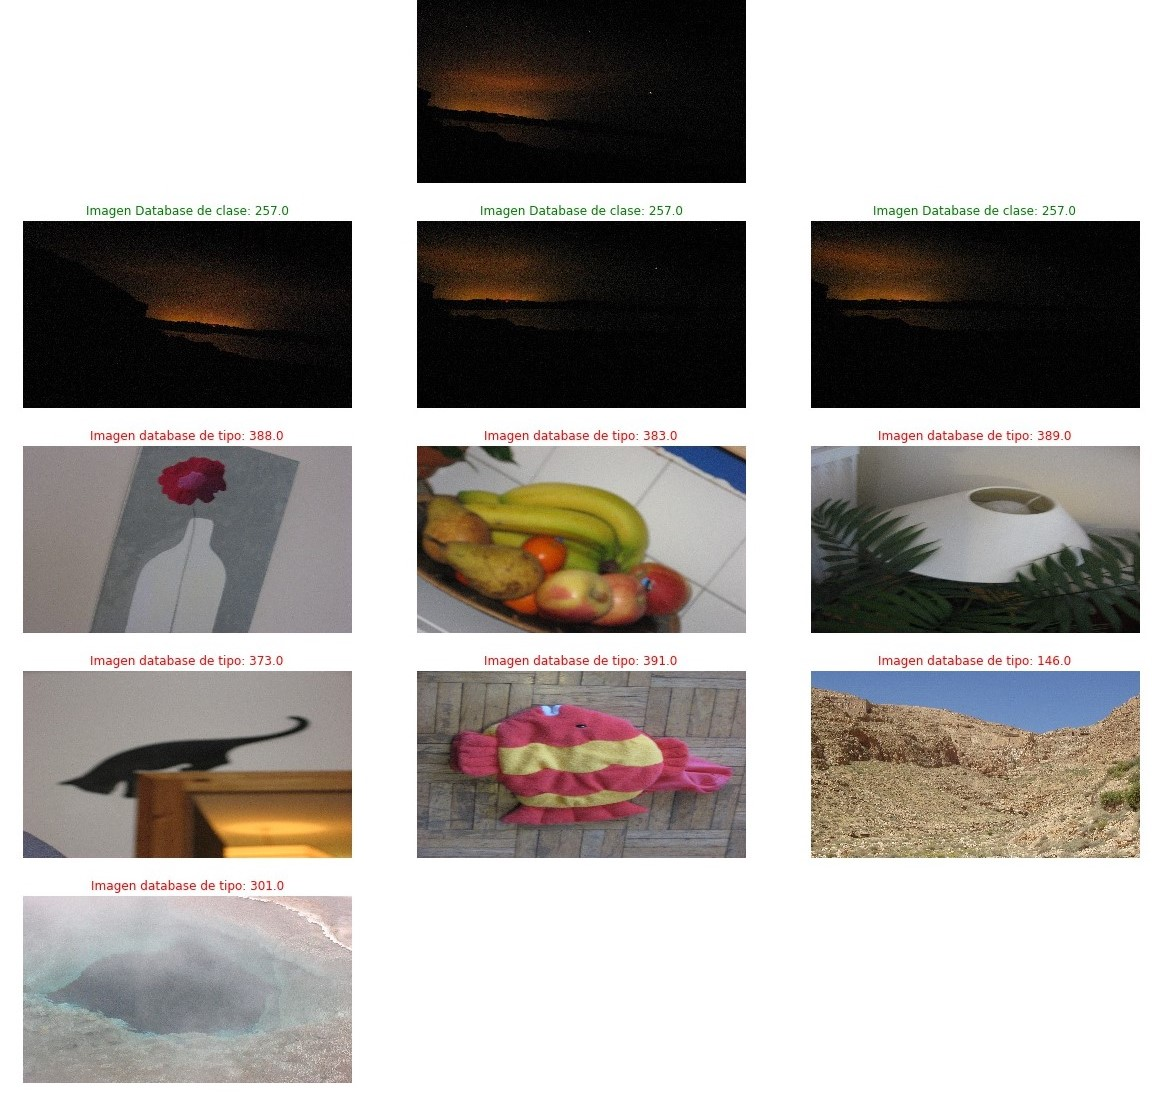 Imagen Database de clase: 257.0
Imagen Database de clase: 257.0
Imagen Database de clase: 257.0
Imagen database de tipo: 388.0
Imagen database de tipo: 383.0
Imagen database de tipo: 389.0
Imagen database de tipo: 373.0
Imagen database de tipo: 391.0
Imagen database de tipo: 146.0
Imagen database de tipo: 301.0